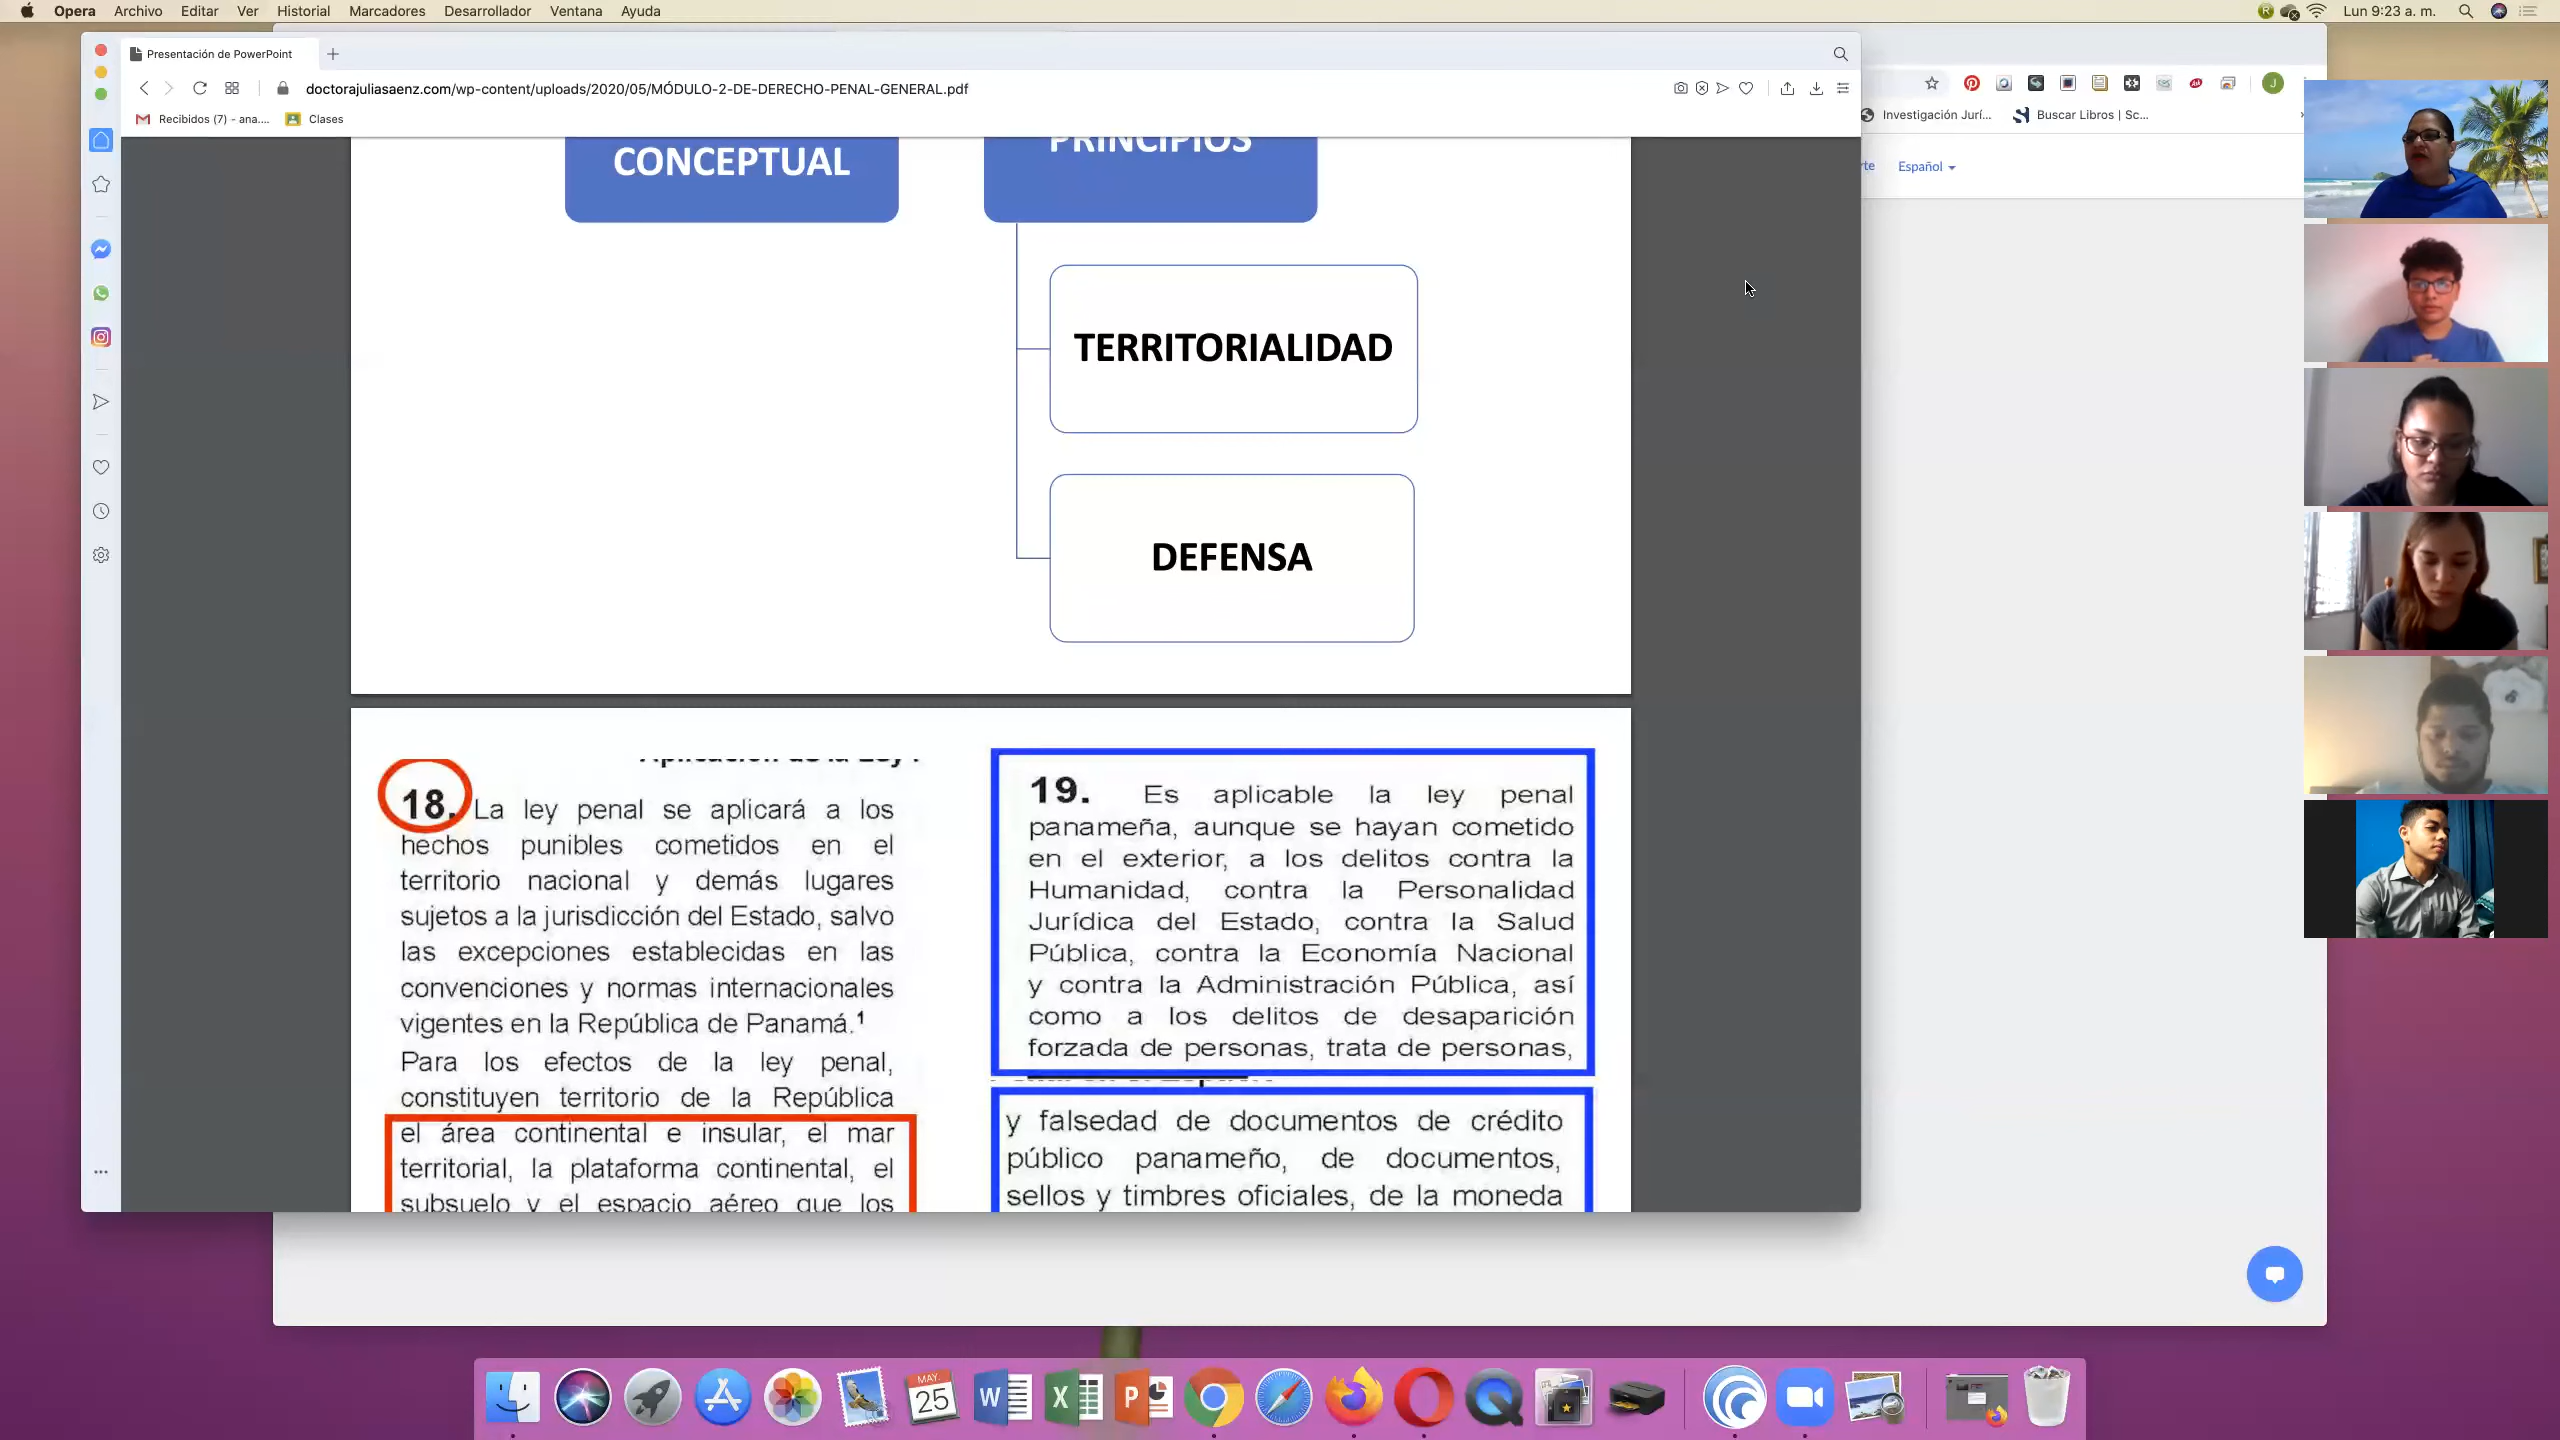 Opera Archivo Editar Ver Historial Marcadores Desarrollador Ventana Ayuda
Lun 9:23 a. m.
Presentación de PowerPoint
doctorajuliasaenz.com/wp-content/uploads/2020/05/MÓDULO-2-DE-DERECHO-PENAL-GENERAL.pdf
J
Recibidos (7) - ana.... Clases
Investigación Jurí... Buscar Libros | Sc...
Español
CONCEPTUAL
PRINCIPIOS
TERRITORIALIDAD
DEFENSA
18. La ley penal se aplicará a los
hechos punibles cometidos en el
territorio nacional y demás lugares
sujetos a la jurisdicción del Estado, salvo
las excepciones establecidas en las
convenciones y normas internacionales
vigentes en la República de Panamá.¹
Para los efectos de la ley penal,
constituyen territorio de la República
el área continental e insular, el mar
territorial, la plataforma continental, el
subsuelo y el espacio aéreo que los
19. Es aplicable la ley penal
panameña, aunque se hayan cometido
en el exterior, a los delitos contra la
Humanidad, contra la Personalidad
Jurídica del Estado, contra la Salud
Pública, contra la Economía Nacional
y contra la Administración Pública, así
como a los delitos de desaparición
forzada de personas, trata de personas,
y falsedad de documentos de crédito
público panameño, de documentos,
sellos y timbres oficiales, de la moneda
MAY.
25